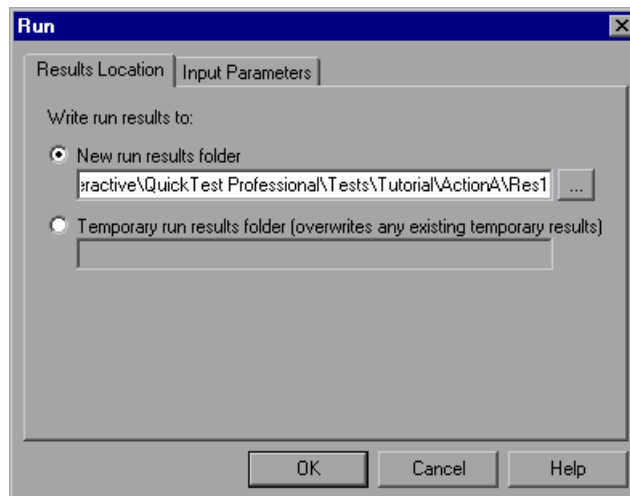 Run
Results Location Input Parameters
Write run results to:
New run results folder
eractive\QuickTest Professional\Tests\Tutorial\ActionA\Res1 ...
Temporary run results folder (overwrites any existing temporary results)
OK Cancel Help